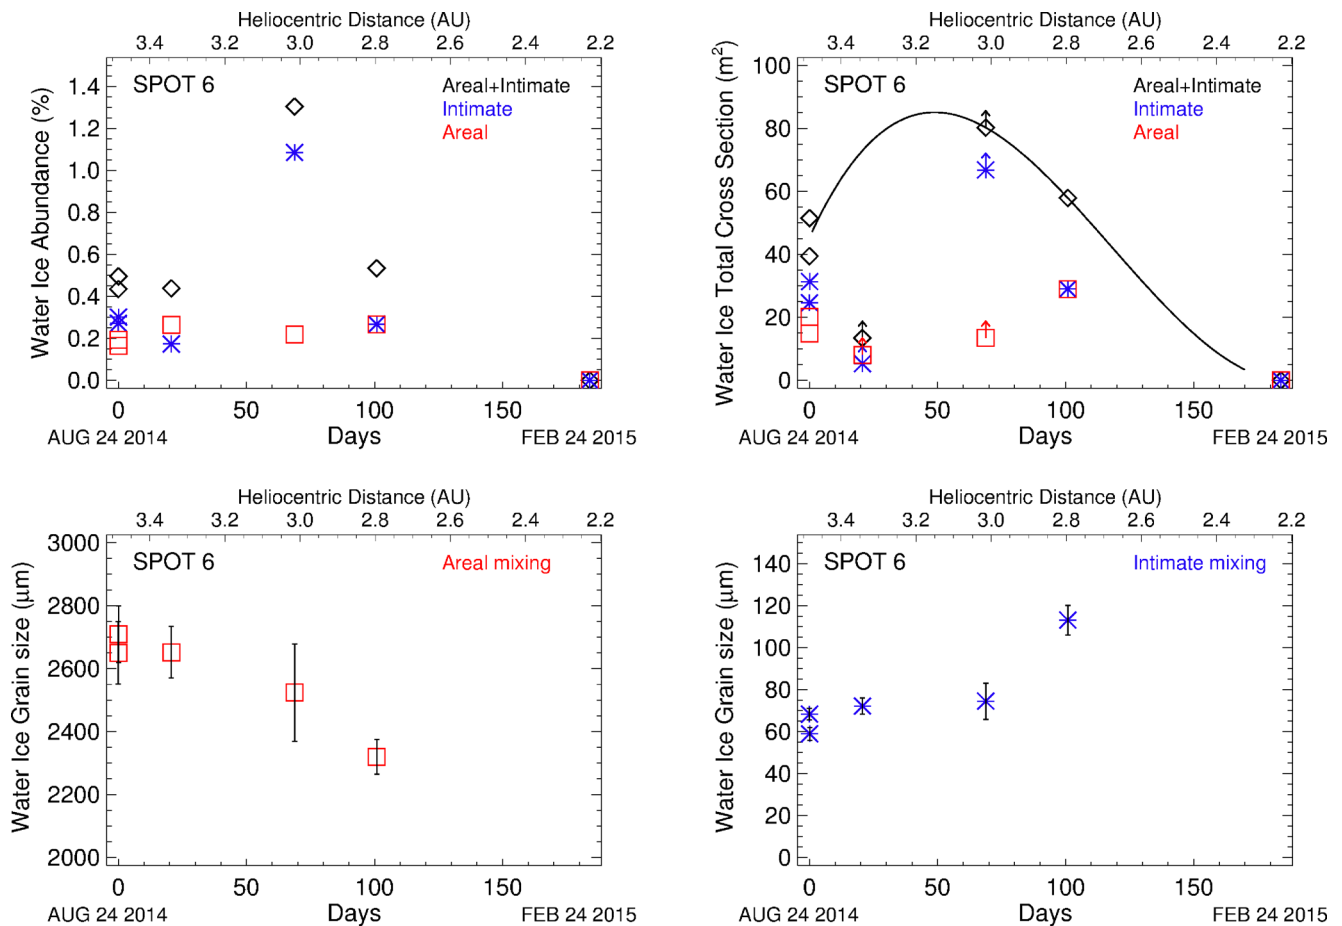 Heliocentric Distance (AU)
3.4 3.2 3.0 2.8 2.6 2.4 2.2
SPOT 6
Areal+Intimate
Intimate
Areal
Water Ice Abundance (%)
1.4
1.2
1.0
0.8
0.6
0.4
0.2
0.0
0 50 100 150
AUG 24 2014 Days FEB 24 2015
Heliocentric Distance (AU)
3.4 3.2 3.0 2.8 2.6 2.4 2.2
SPOT 6
Areal+Intimate
Intimate
Areal
Water Ice Total Cross Section (m²)
100
80
60
40
20
0
0 50 100 150
AUG 24 2014 Days FEB 24 2015
Heliocentric Distance (AU)
3.4 3.2 3.0 2.8 2.6 2.4 2.2
SPOT 6
Areal mixing
Water Ice Grain size (μm)
3000
2800
2600
2400
2200
2000
0 50 100 150
AUG 24 2014 Days FEB 24 2015
Heliocentric Distance (AU)
3.4 3.2 3.0 2.8 2.6 2.4 2.2
SPOT 6
Intimate mixing
Water Ice Grain size (μm)
140
120
100
80
60
40
20
0
0 50 100 150
AUG 24 2014 Days FEB 24 2015